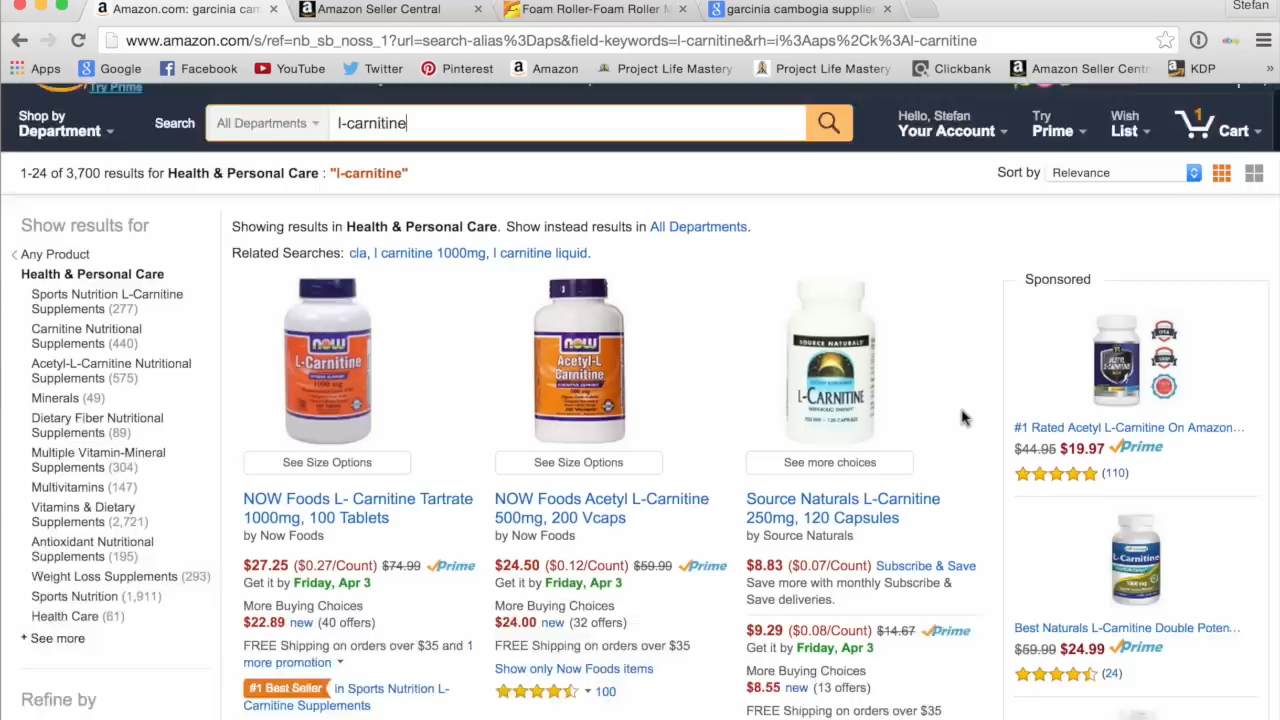 Amazon.com: garcinia cam
Amazon Seller Central
Foam Roller-Foam Roller M
garcinia cambogia supplier
Stefan
www.amazon.com/s/ref=nb_sb_noss_1?url=search-alias%3Daps&field-keywords=l-carnitine&rh=i%3Aaps%2Ck%3Al-carnitine
Apps
Google
Facebook
YouTube
Twitter
Pinterest
Amazon
Project Life Mastery
Project Life Mastery
Clickbank
Amazon Seller Centr
KDP
»
Try Prime
Shop by
Department
Search
All Departments
l-carnitine
Hello, Stefan
Your Account
Try
Prime
Wish
List
1
Cart
1-24 of 3,700 results for Health & Personal Care : "l-carnitine"
Sort by
Relevance
Show results for
Any Product
Health & Personal Care
Sports Nutrition L-Carnitine
Supplements (277)
Carnitine Nutritional
Supplements (440)
Acetyl-L-Carnitine Nutritional
Supplements (575)
Minerals (49)
Dietary Fiber Nutritional
Supplements (89)
Multiple Vitamin-Mineral
Supplements (304)
Multivitamins (147)
Vitamins & Dietary
Supplements (2,721)
Antioxidant Nutritional
Supplements (195)
Weight Loss Supplements (293)
Sports Nutrition (1,911)
Health Care (61)
+ See more
Refine by
Showing results in Health & Personal Care. Show instead results in All Departments.
Related Searches: cla, l carnitine 1000mg, l carnitine liquid.
NOW
L-Carnitine
1000 mg
See Size Options
NOW Foods L- Carnitine Tartrate
1000mg, 100 Tablets
by Now Foods
$27.25 ($0.27/Count) $74.99 Prime
Get it by Friday, Apr 3
More Buying Choices
$22.89 new (40 offers)
FREE Shipping on orders over $35 and 1
more promotion
#1 Best Seller in Sports Nutrition L-
Carnitine Supplements
NOW
Acetyl-L
Carnitine
See Size Options
NOW Foods Acetyl L-Carnitine
500mg, 200 Vcaps
by Now Foods
$24.50 ($0.12/Count) $59.99 Prime
Get it by Friday, Apr 3
More Buying Choices
$24.00 new (32 offers)
FREE Shipping on orders over $35
Show only Now Foods items
100
SOURCE NATURALS
L-CARNITINE
See more choices
Source Naturals L-Carnitine
250mg, 120 Capsules
by Source Naturals
$8.83 ($0.07/Count) Subscribe & Save
Save more with monthly Subscribe &
Save deliveries.
$9.29 ($0.08/Count) $14.67 Prime
Get it by Friday, Apr 3
More Buying Choices
$8.55 new (13 offers)
FREE Shipping on orders over $35
Sponsored
#1 Rated Acetyl L-Carnitine On Amazon...
$44.95 $19.97 Prime
(110)
L-Carnitine
Best Naturals L-Carnitine Double Poten...
$59.99 $24.99 Prime
(24)